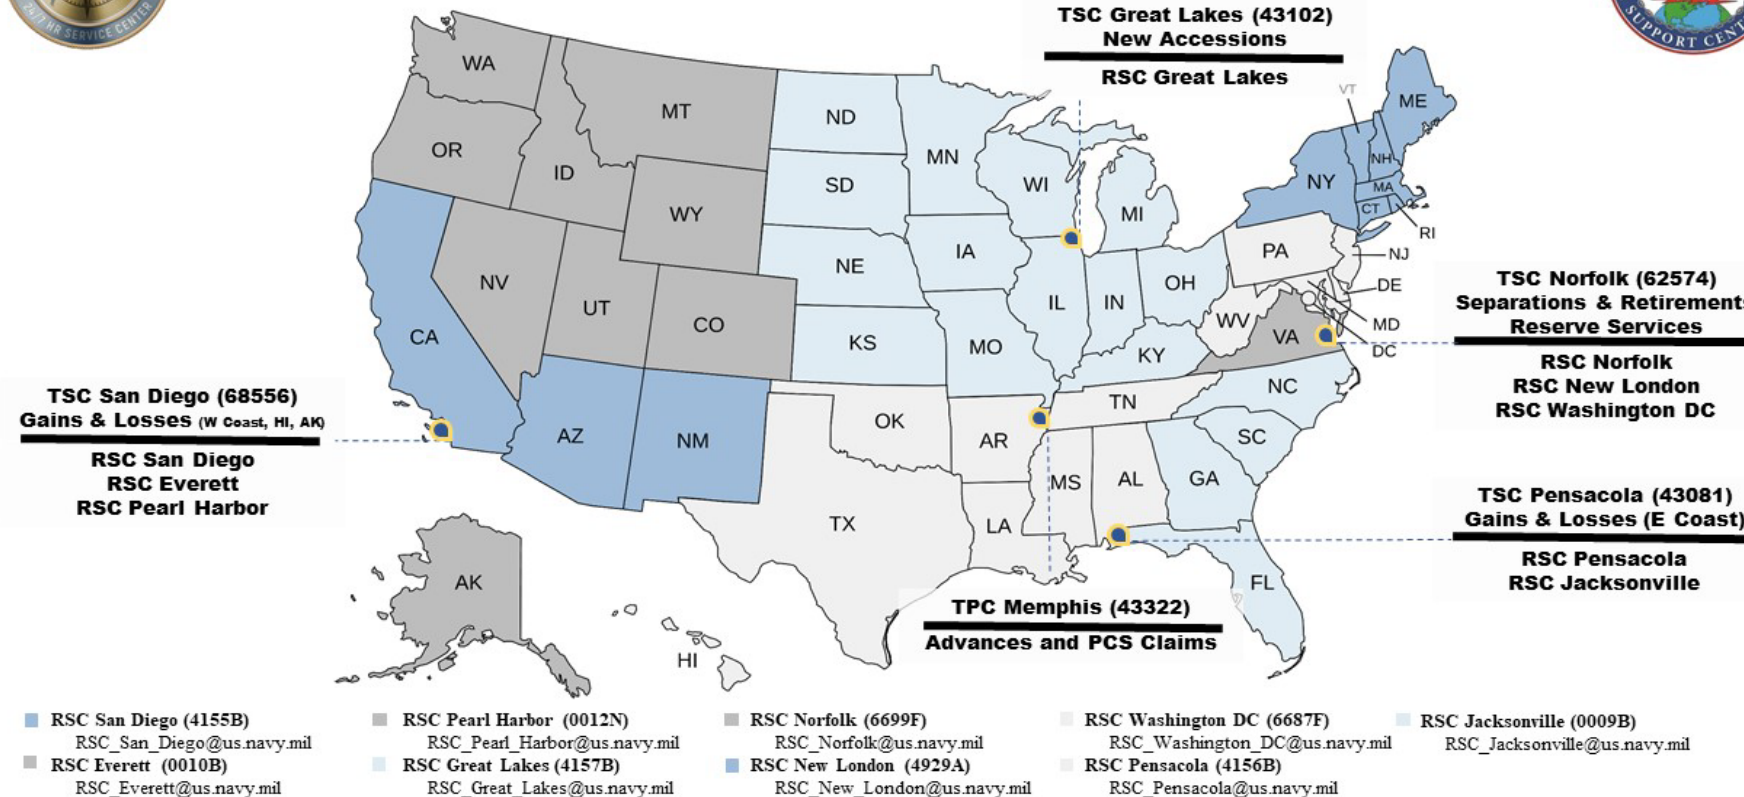 24/7 HR SERVICE CENTER
TSC Great Lakes (43102)
New Accessions
RSC Great Lakes
SUPPORT CENT
WA
MT
ND
MN
VT
ME
OR
ID
SD
WI
MI
NH
NY
MA
CT
RI
WY
NE
IA
PA
NJ
NV
UT
CO
IL
IN
OH
DE
WV
MD
VA
DC
CA
KS
MO
KY
TSC Norfolk (62574)
Separations & Retirements
Reserve Services
RSC Norfolk
RSC New London
RSC Washington DC
TSC San Diego (68556)
Gains & Losses (W Coast, HI, AK)
RSC San Diego
RSC Everett
RSC Pearl Harbor
AZ
NM
OK
AR
TN
NC
SC
MS
AL
GA
TX
LA
FL
TSC Pensacola (43081)
Gains & Losses (E Coast)
RSC Pensacola
RSC Jacksonville
AK
HI
TPC Memphis (43322)
Advances and PCS Claims
RSC San Diego (4155B)
RSC_San_Diego@us.navy.mil
RSC Everett (0010B)
RSC_Everett@us.navy.mil
RSC Pearl Harbor (0012N)
RSC_Pearl_Harbor@us.navy.mil
RSC Great Lakes (4157B)
RSC_Great_Lakes@us.navy.mil
RSC Norfolk (6699F)
RSC_Norfolk@us.navy.mil
RSC New London (4929A)
RSC_New_London@us.navy.mil
RSC Washington DC (6687F)
RSC_Washington_DC@us.navy.mil
RSC Pensacola (4156B)
RSC_Pensacola@us.navy.mil
RSC Jacksonville (0009B)
RSC_Jacksonville@us.navy.mil